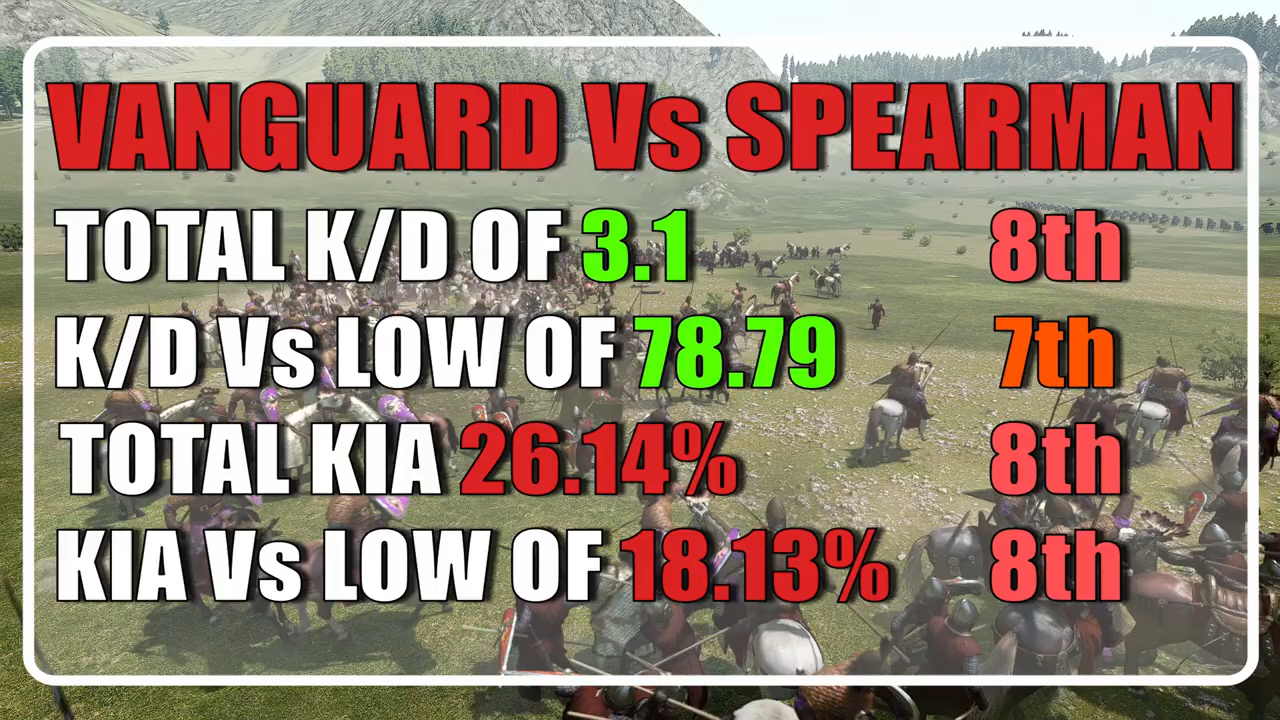 VANGUARD Vs SPEARMAN
TOTAL K/D OF 3.1 8th
K/D Vs LOW OF 78.79 7th
TOTAL KIA 26.14% 8th
KIA Vs LOW OF 18.13% 8th